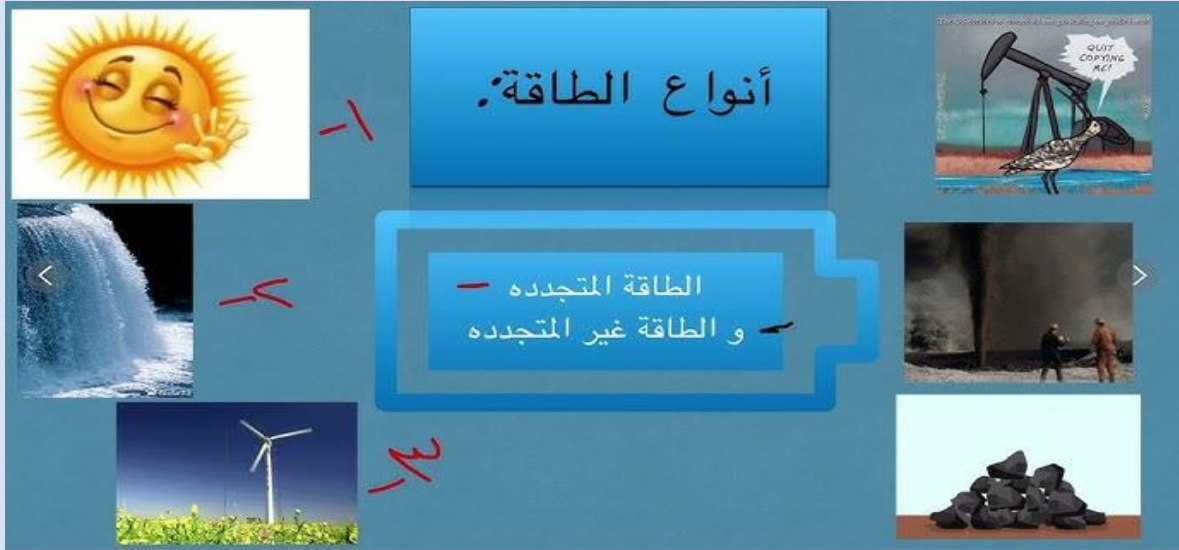 أنواع الطاقة:
QUIT
COPYING
ME!
١-
٢-
٣-
الطاقة المتجدده -
- و الطاقة غير المتجدده